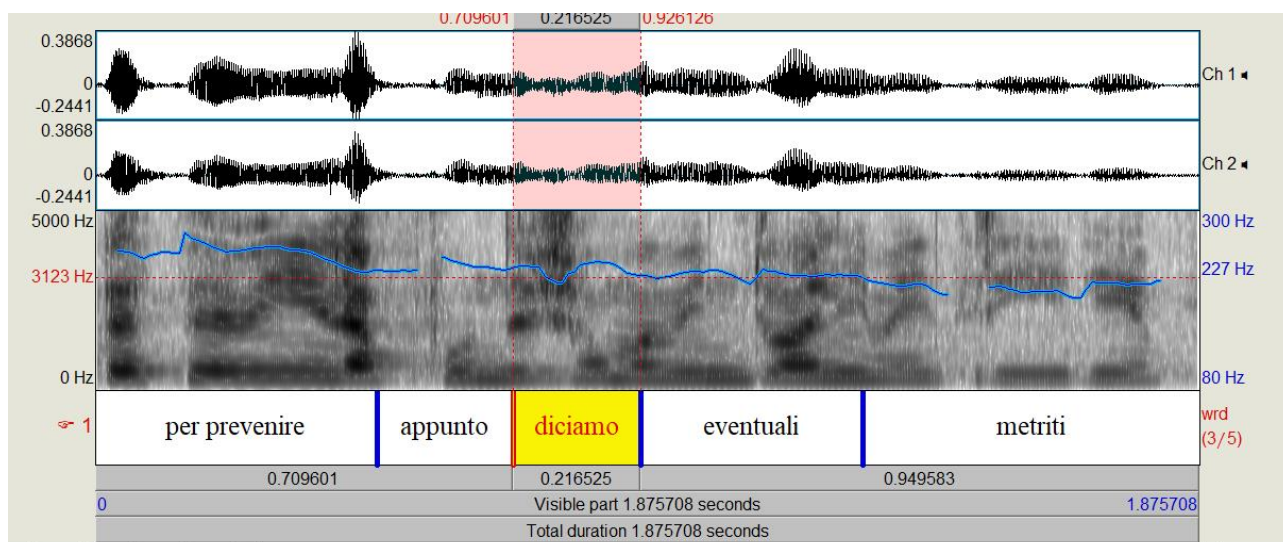 0.709601 0.216525 0.926126
0.3868
0
-0.2441
Ch 1
0.3868
0
-0.2441
Ch 2
5000 Hz 300 Hz
3123 Hz 227 Hz
0 Hz 80 Hz
1 per prevenire appunto diciamo eventuali metriti wrd
(3/5)
0.709601 0.216525 0.949583
0 Visible part 1.875708 seconds 1.875708
Total duration 1.875708 seconds